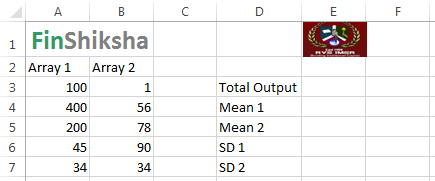 A B C D E F
1 FinShiksha
2 Array 1 Array 2
3 100 1 Total Output
4 400 56 Mean 1
5 200 78 Mean 2
6 45 90 SD 1
7 34 34 SD 2